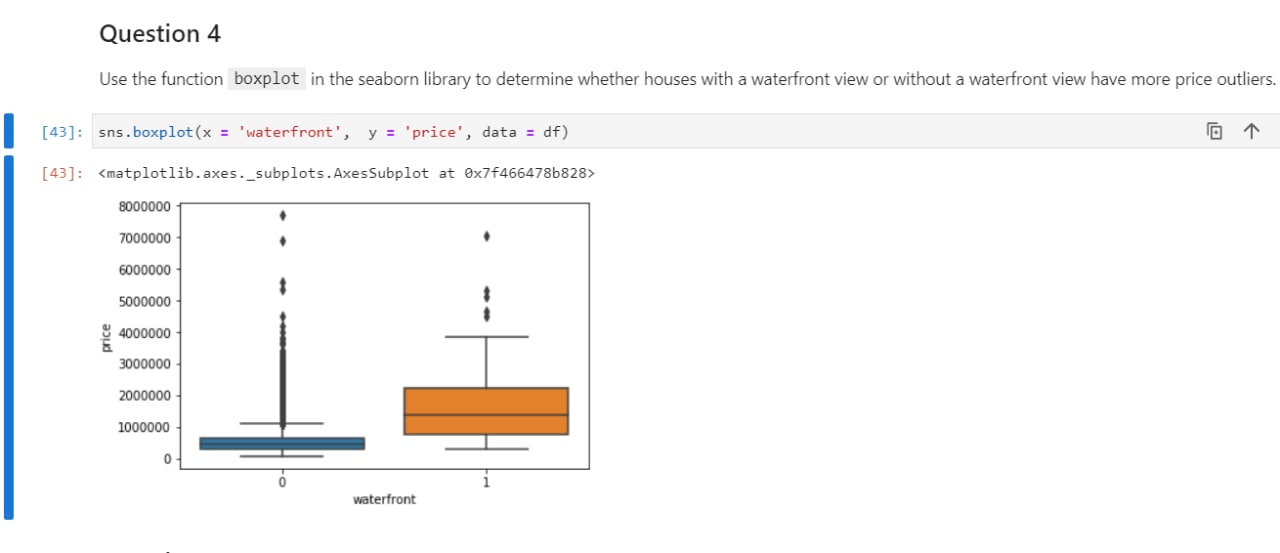 Question 4
Use the function boxplot in the seaborn library to determine whether houses with a waterfront view or without a waterfront view have more price outliers.
[43]: sns.boxplot(x = 'waterfront', y = 'price', data = df)
[43]: <matplotlib.axes._subplots.AxesSubplot at 0x7f466478b828>
8000000
7000000
6000000
5000000
4000000
3000000
2000000
1000000
0
price
0 1
waterfront